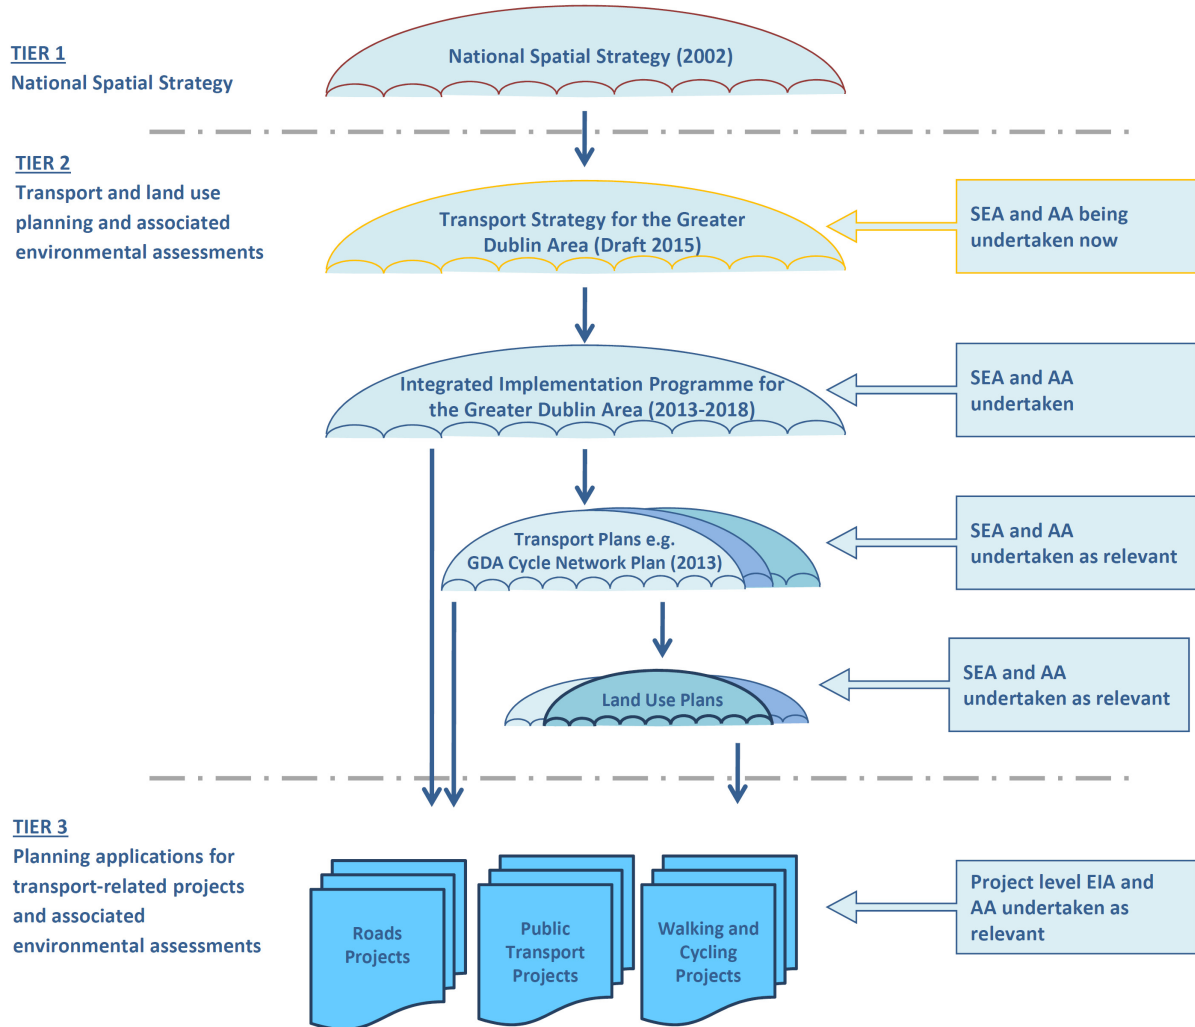 TIER 1
National Spatial Strategy
National Spatial Strategy (2002)
TIER 2
Transport and land use
planning and associated
environmental assessments
Transport Strategy for the Greater
Dublin Area (Draft 2015)
SEA and AA being
undertaken now
Integrated Implementation Programme for
the Greater Dublin Area (2013-2018)
SEA and AA
undertaken
Transport Plans e.g.
GDA Cycle Network Plan (2013)
SEA and AA
undertaken as relevant
Land Use Plans
SEA and AA
undertaken as relevant
TIER 3
Planning applications for
transport-related projects
and associated
environmental assessments
Roads
Projects
Public
Transport
Projects
Walking and
Cycling
Projects
Project level EIA and
AA undertaken as
relevant